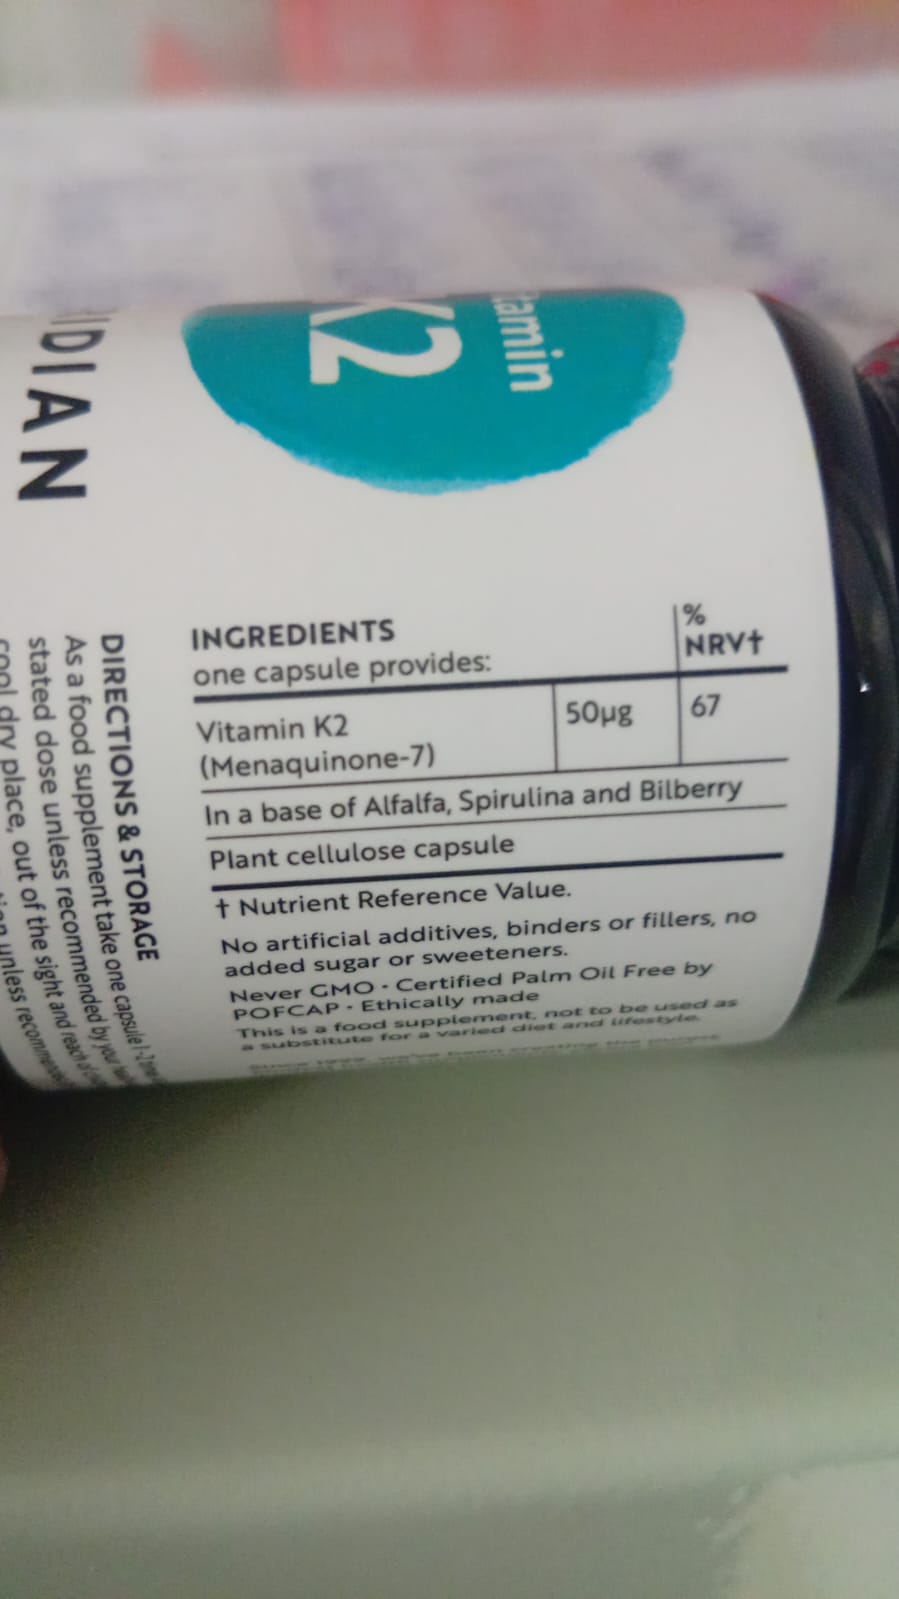 tamin
K2
DIAN
INGREDIENTS
one capsule provides:
%
NRV†
Vitamin K2
(Menaquinone-7)
50µg
67
In a base of Alfalfa, Spirulina and Bilberry
Plant cellulose capsule
† Nutrient Reference Value.
No artificial additives, binders or fillers, no
added sugar or sweeteners.
Never GMO · Certified Palm Oil Free by
POFCAP · Ethically made
This is a food supplement, not to be used as
a substitute for a varied diet and lifestyle.
DIRECTIONS & STORAGE
As a food supplement take one capsule 1-2
stated dose unless recommended by your
cool dry place, out of the sight and reach of
unless